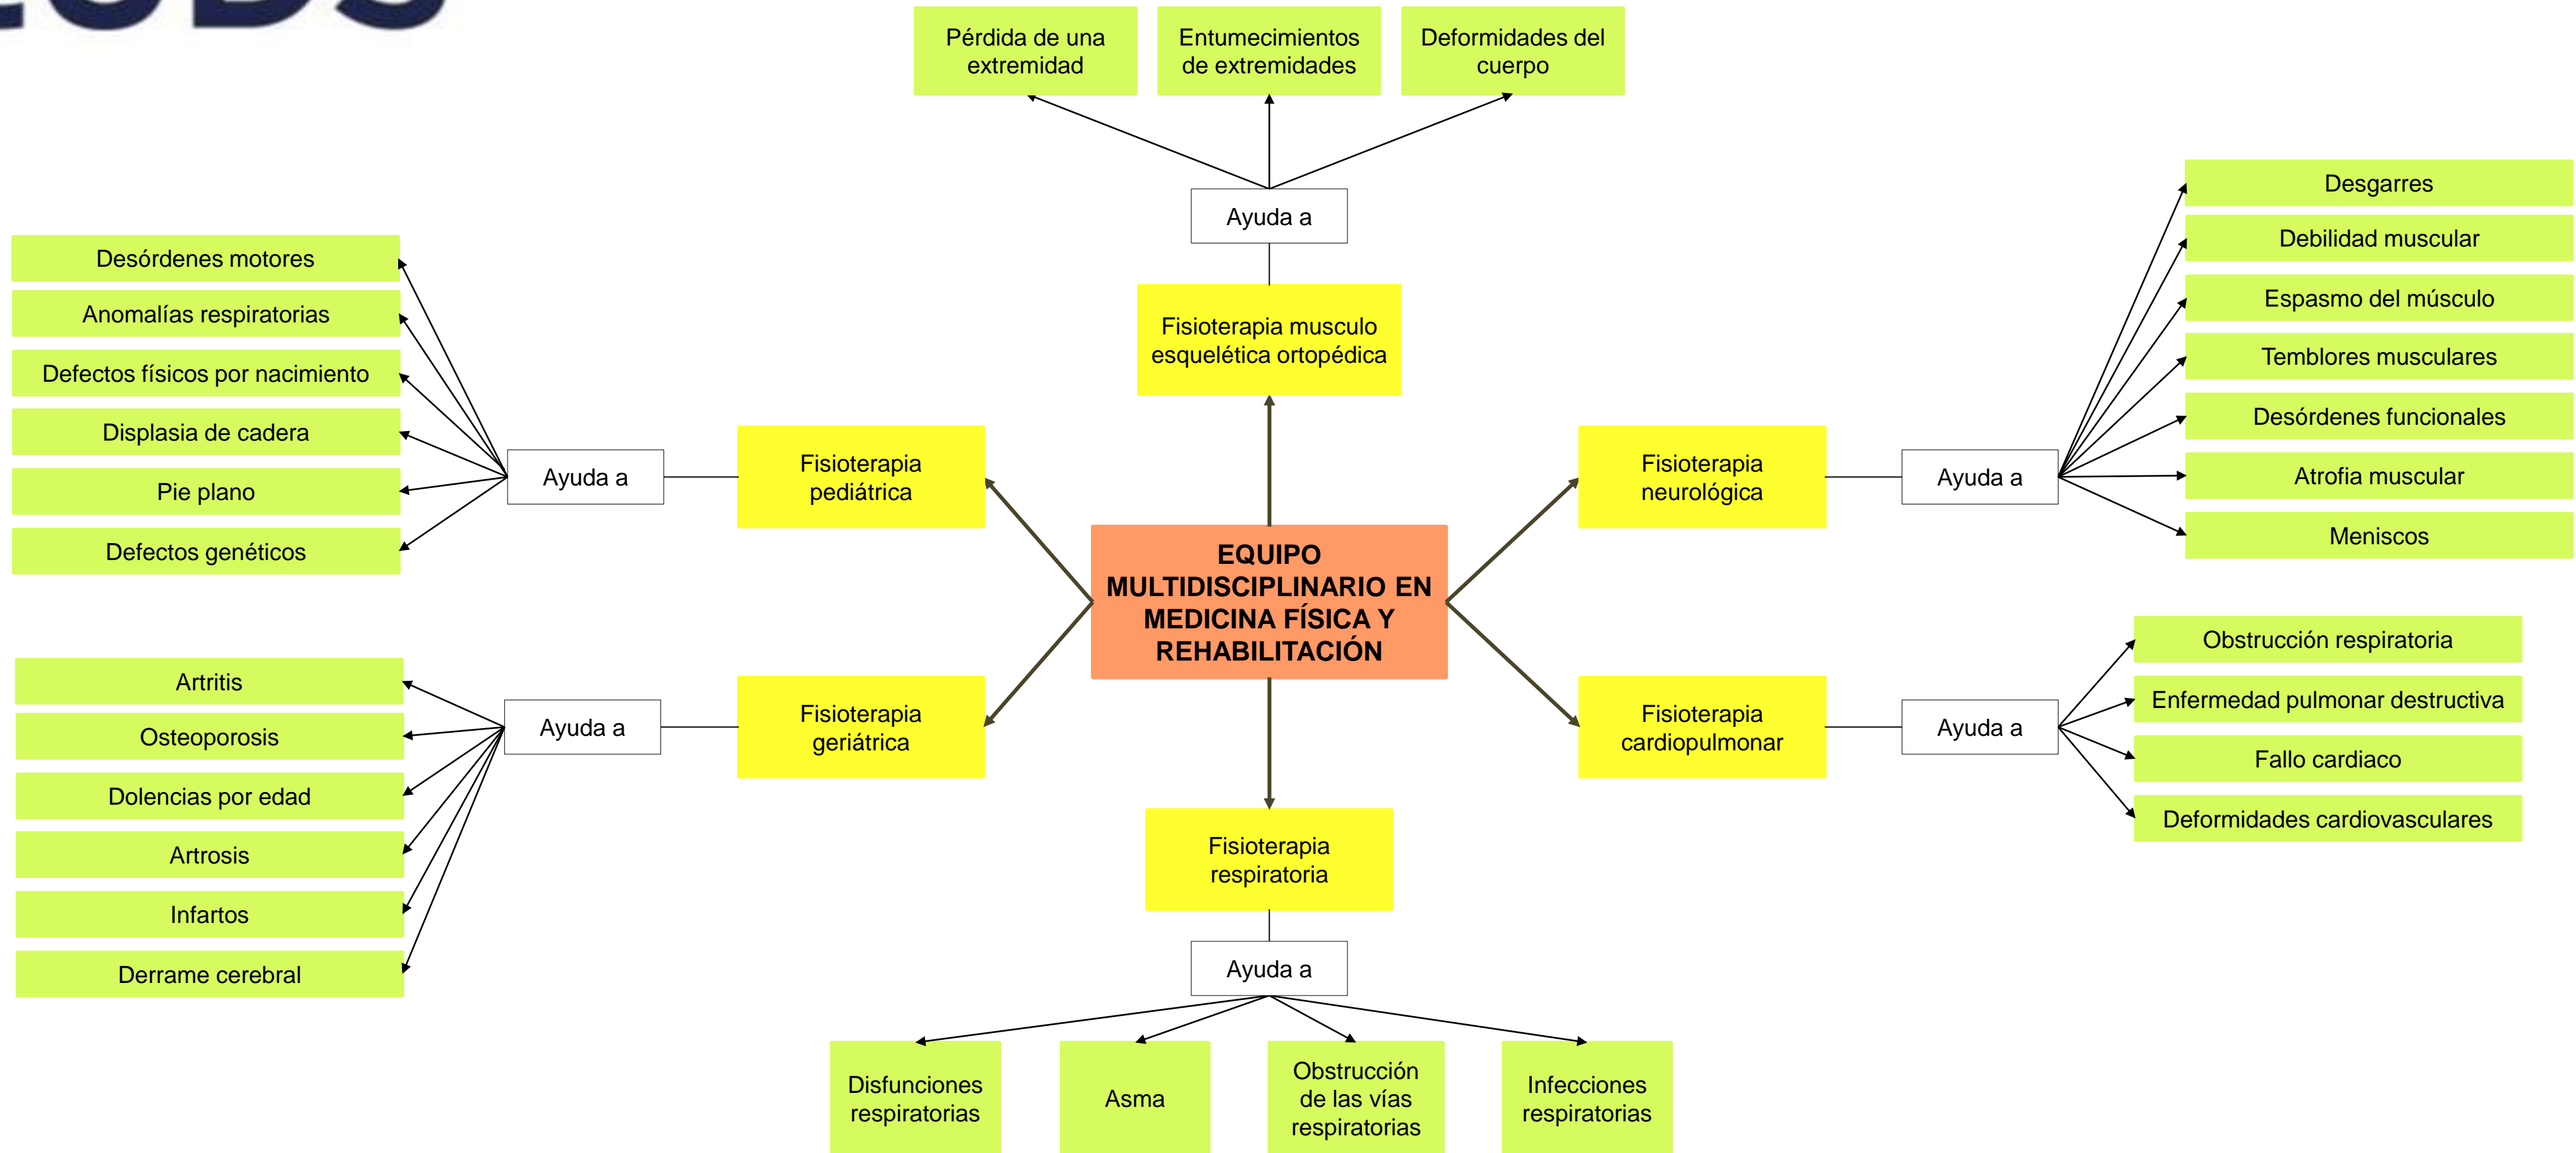 Pérdida de una
extremidad
Entumecimientos
de extremidades
Deformidades del
cuerpo
Ayuda a
Fisioterapia musculo
esquelética ortopédica
Desórdenes motores
Anomalías respiratorias
Defectos físicos por nacimiento
Displasia de cadera
Pie plano
Defectos genéticos
Ayuda a
Fisioterapia
pediátrica
Fisioterapia
neurológica
Ayuda a
Desgarres
Debilidad muscular
Espasmo del músculo
Temblores musculares
Desórdenes funcionales
Atrofia muscular
Meniscos
EQUIPO
MULTIDISCIPLINARIO EN
MEDICINA FÍSICA Y
REHABILITACIÓN
Artritis
Osteoporosis
Dolencias por edad
Artrosis
Infartos
Derrame cerebral
Ayuda a
Fisioterapia
geriátrica
Fisioterapia
cardiopulmonar
Ayuda a
Obstrucción respiratoria
Enfermedad pulmonar destructiva
Fallo cardiaco
Deformidades cardiovasculares
Fisioterapia
respiratoria
Ayuda a
Disfunciones
respiratorias
Asma
Obstrucción
de las vías
respiratorias
Infecciones
respiratorias